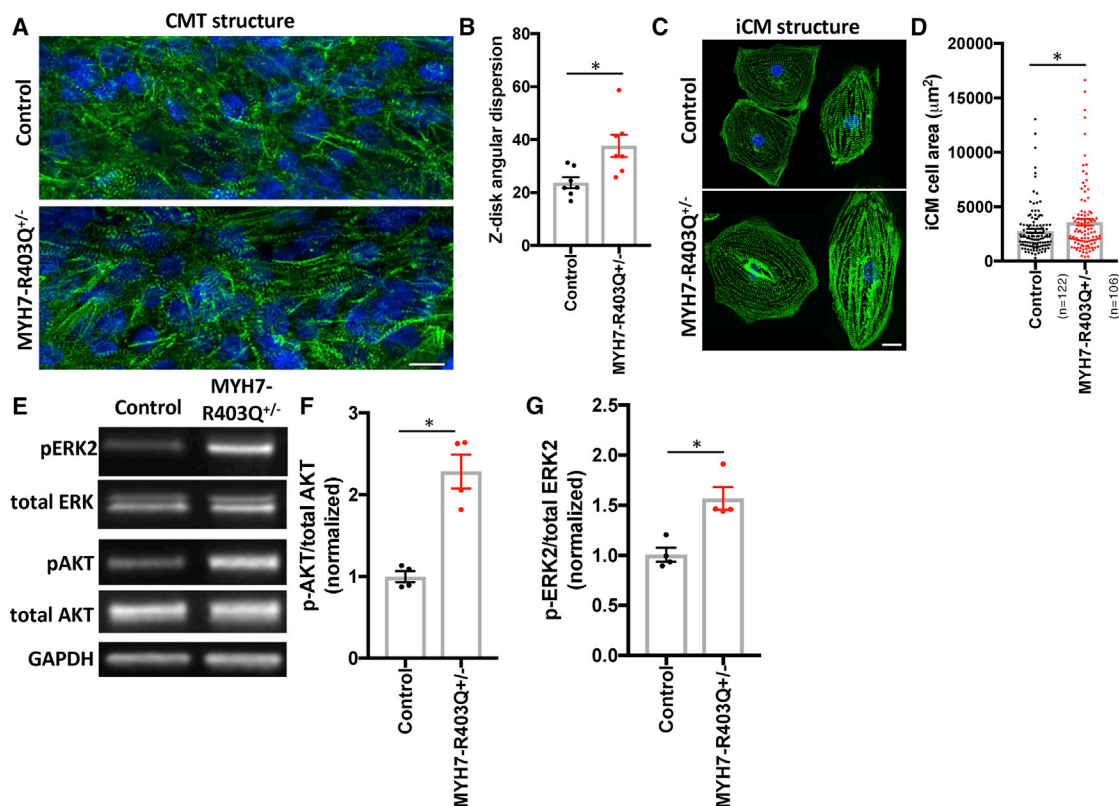 A
CMT structure
Control
MYH7-R403Q+/-
B
Z-disk angular dispersion
80
60
40
20
0
*
Control
MYH7-R403Q+/-
C
iCM structure
Control
MYH7-R403Q+/-
D
iCM cell area (μm2)
20000
15000
10000
5000
0
*
Control
(n=122)
MYH7-R403Q+/-
(n=106)
E
Control
MYH7-
R403Q+/-
pERK2
total ERK
pAKT
total AKT
GAPDH
F
p-AKT/total AKT
(normalized)
3
2
1
0
*
Control
MYH7-R403Q+/-
G
p-ERK2/total ERK2
(normalized)
2.5
2.0
1.5
1.0
0.5
0.0
*
Control
MYH7-R403Q+/-